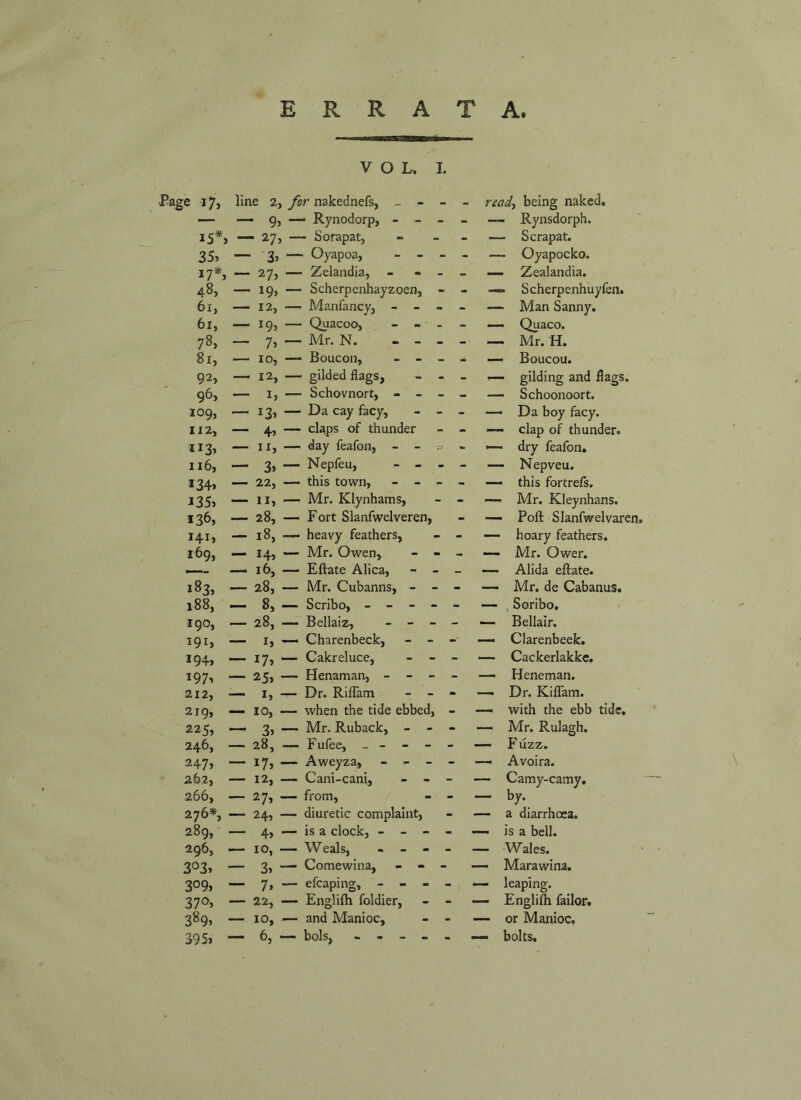 E R R A T A.
V O L. I.
Page 17, line 2, for nakednefs, - - - - read, being naked.
— — 9, — Rynodorp, - - - - — Rynsdorph.
15*, — 27, — Sorapat, - - - — Scrapat.
35, — 3, — Oyapoa, - - - - — Oyapocko.
17*, — 27, — Zelandia, - - - - — Zealandia.
48, — 19, — Scherpenhayzoen, - - — Scherpenhuyfen.
61, — 12, — Manfancy, - - - - — Man Sanny.
61, — 19, — Quacoo, - - - - — Quaco.
78, — 7, — Mr. N. - - - - — Mr. H.
81, — 10, — Boucon, - - - - — Boucou.
92, — 12, — gilded flags, - - - — gilding and flags.
96, — 1, — Schovnort, - - - - — Schoonoort.
109, — 13, — Da cay facy, - - - — Da boy facy.
112, — 4, — claps of thunder - - — clap of thunder.
113, — 11, — day feafon, - - - - — dry feafon.
116, — 3, — Nepfeu, - - - - — Nepveu.
134, — 22, — this town, - - - - — this fortrefs.
135, — 11, — Mr. Klynhams, - - — Mr. Kleynhans.
136, — 28, — Fort Slanfwelveren, - — Poft Slanfwelvaren.
141, — 18, — heavy feathers, - - — hoary feathers.
169, — 14, — Mr. Owen, - - - — Mr. Ower.
— — 16, — Eftate Alica, - - - — Alida eftate.
183, — 28, — Mr. Cubanns, - - - — Mr. de Cabanus.
188, — 8, — Scribo, - - - - - — Soribo.
190, — 28, — Bellaiz, - - - - — Bellair.
191, — 1, — Charenbeck, - - - — Clarenbeek.
194, — 17, — Cakreluce, - - - — Cackerlakke.
197, — 25, — Henaman, - - - - — Heneman.
212, — 1, — Dr. Riffam - - - — Dr. Kiffam.
219, — 10, — when the tide ebbed, - — with the ebb tide.
225, — 3, — Mr. Ruback, - - - — Mr. Rulagh.
246, — 28, — Fufee, - - - - - — Fuzz.
247, — 17, — Aweyza, - - - - — Avoira.
262, — 12, — Cani-cani, - - - — Camy-camy.
266, — 27, — from, - - — by.
276*, — 24, — diuretic complaint, - — a diarrhœa.
289, — 4, — is a clock, - - - - — is a bell.
296, — 10, — Weals, - - - - — Wales.
303, — 3, — Comewina, - - - — Marawina.
309, — 7, — efcaping, - - - - — leaping.
370, — 22, — Englifh foldier, - - — Englifh failor.
389, — 10, — and Manioc, - - — or Manioc.
395, — 6, — bols, - - - - - — bolts.